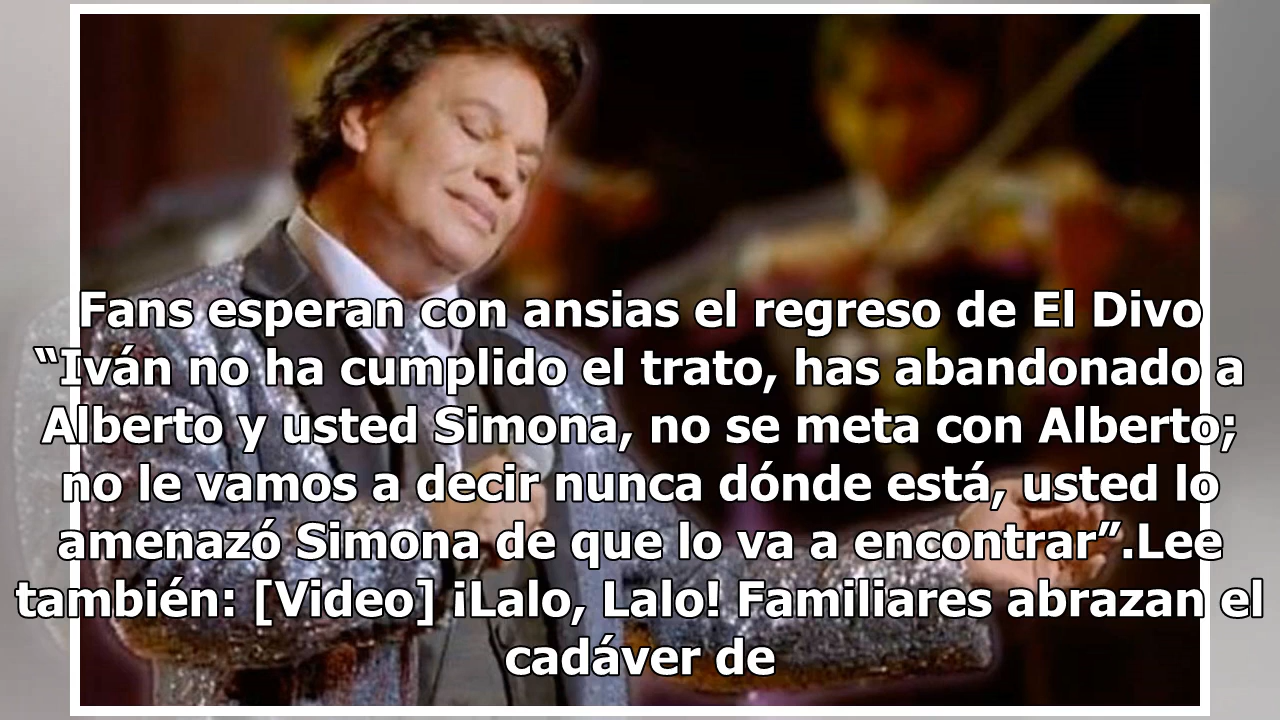 Fans esperan con ansias el regreso de El Divo
“Iván no ha cumplido el trato, has abandonado a
Alberto y usted Simona, no se meta con Alberto;
no le vamos a decir nunca dónde está, usted lo
amenazó Simona de que lo va a encontrar”.Lee
también: [Video] ¡Lalo, Lalo! Familiares abrazan el
cadáver de